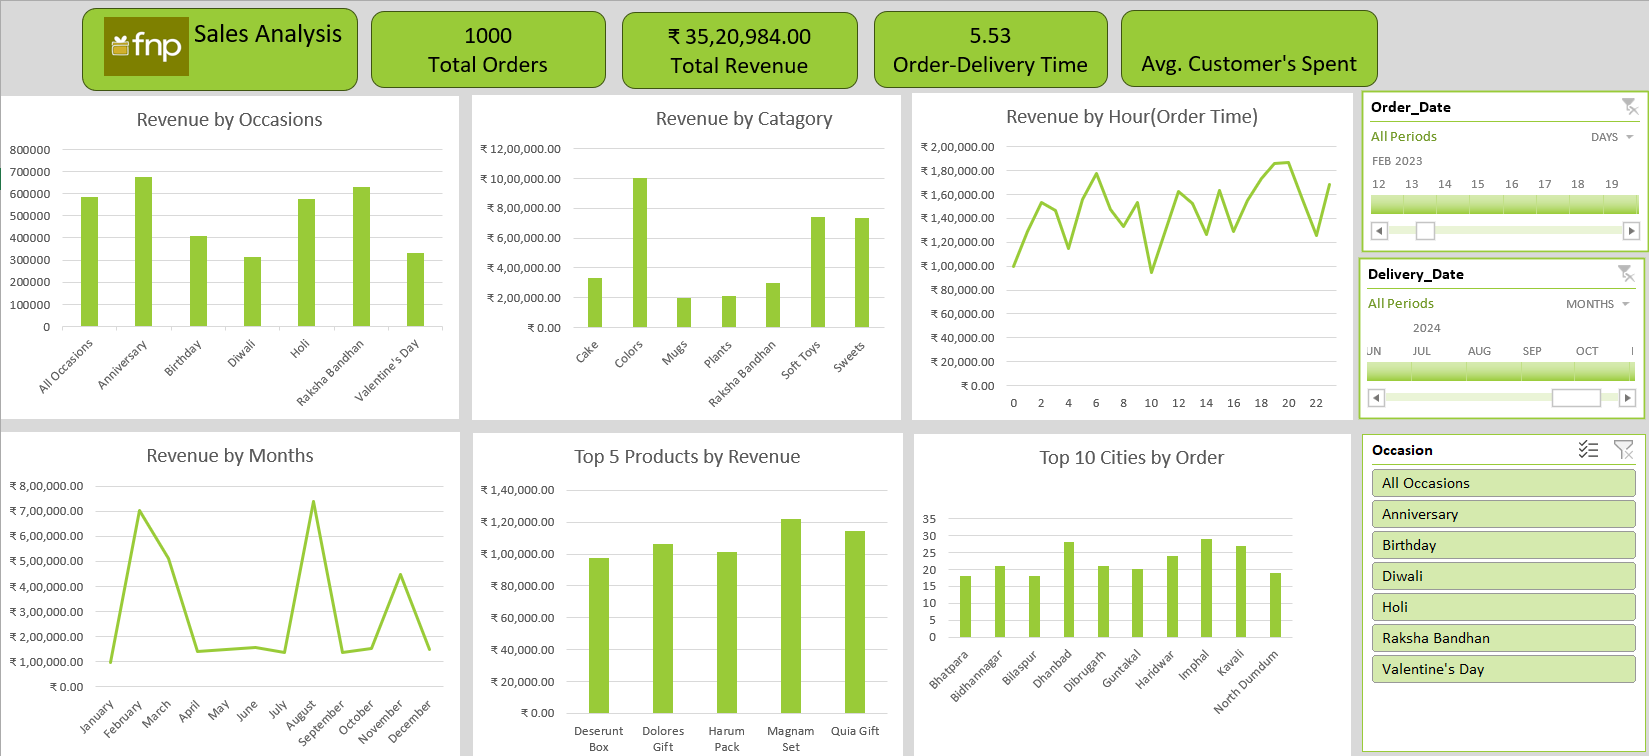 fnp
Sales Analysis
1000
Total Orders
₹ 35,20,984.00
Total Revenue
5.53
Order-Delivery Time
Avg. Customer's Spent
Revenue by Occasions
800000
700000
600000
500000
400000
300000
200000
100000
0
All Occasions
Anniversary
Birthday
Diwali
Holi
Raksha Bandhan
Valentine's Day
Revenue by Catagory
₹ 12,00,000.00
₹ 10,00,000.00
₹ 8,00,000.00
₹ 6,00,000.00
₹ 4,00,000.00
₹ 2,00,000.00
₹ 0.00
Cake
Colors
Mugs
Plants
Raksha Bandhan
Soft Toys
Sweets
Revenue by Hour(Order Time)
₹ 2,00,000.00
₹ 1,80,000.00
₹ 1,60,000.00
₹ 1,40,000.00
₹ 1,20,000.00
₹ 1,00,000.00
₹ 80,000.00
₹ 60,000.00
₹ 40,000.00
₹ 20,000.00
₹ 0.00
0 2 4 6 8 10 12 14 16 18 20 22
Order_Date
All Periods DAYS
FEB 2023
12 13 14 15 16 17 18 19
Delivery_Date
All Periods MONTHS
2024
UN JUL AUG SEP OCT
Revenue by Months
₹ 8,00,000.00
₹ 7,00,000.00
₹ 6,00,000.00
₹ 5,00,000.00
₹ 4,00,000.00
₹ 3,00,000.00
₹ 2,00,000.00
₹ 1,00,000.00
₹ 0.00
January
February
March
April
May
June
July
August
September
October
November
December
Top 5 Products by Revenue
₹ 1,40,000.00
₹ 1,20,000.00
₹ 1,00,000.00
₹ 80,000.00
₹ 60,000.00
₹ 40,000.00
₹ 20,000.00
₹ 0.00
Deserunt
Box
Dolores
Gift
Harum
Pack
Magnam
Set
Quia Gift
Top 10 Cities by Order
35
30
25
20
15
10
5
0
Bhatpara
Bidhannagar
Bilaspur
Dhanbad
Dibrugarh
Guntakal
Haridwar
Imphal
Kavali
North Dumdum
Occasion
All Occasions
Anniversary
Birthday
Diwali
Holi
Raksha Bandhan
Valentine's Day